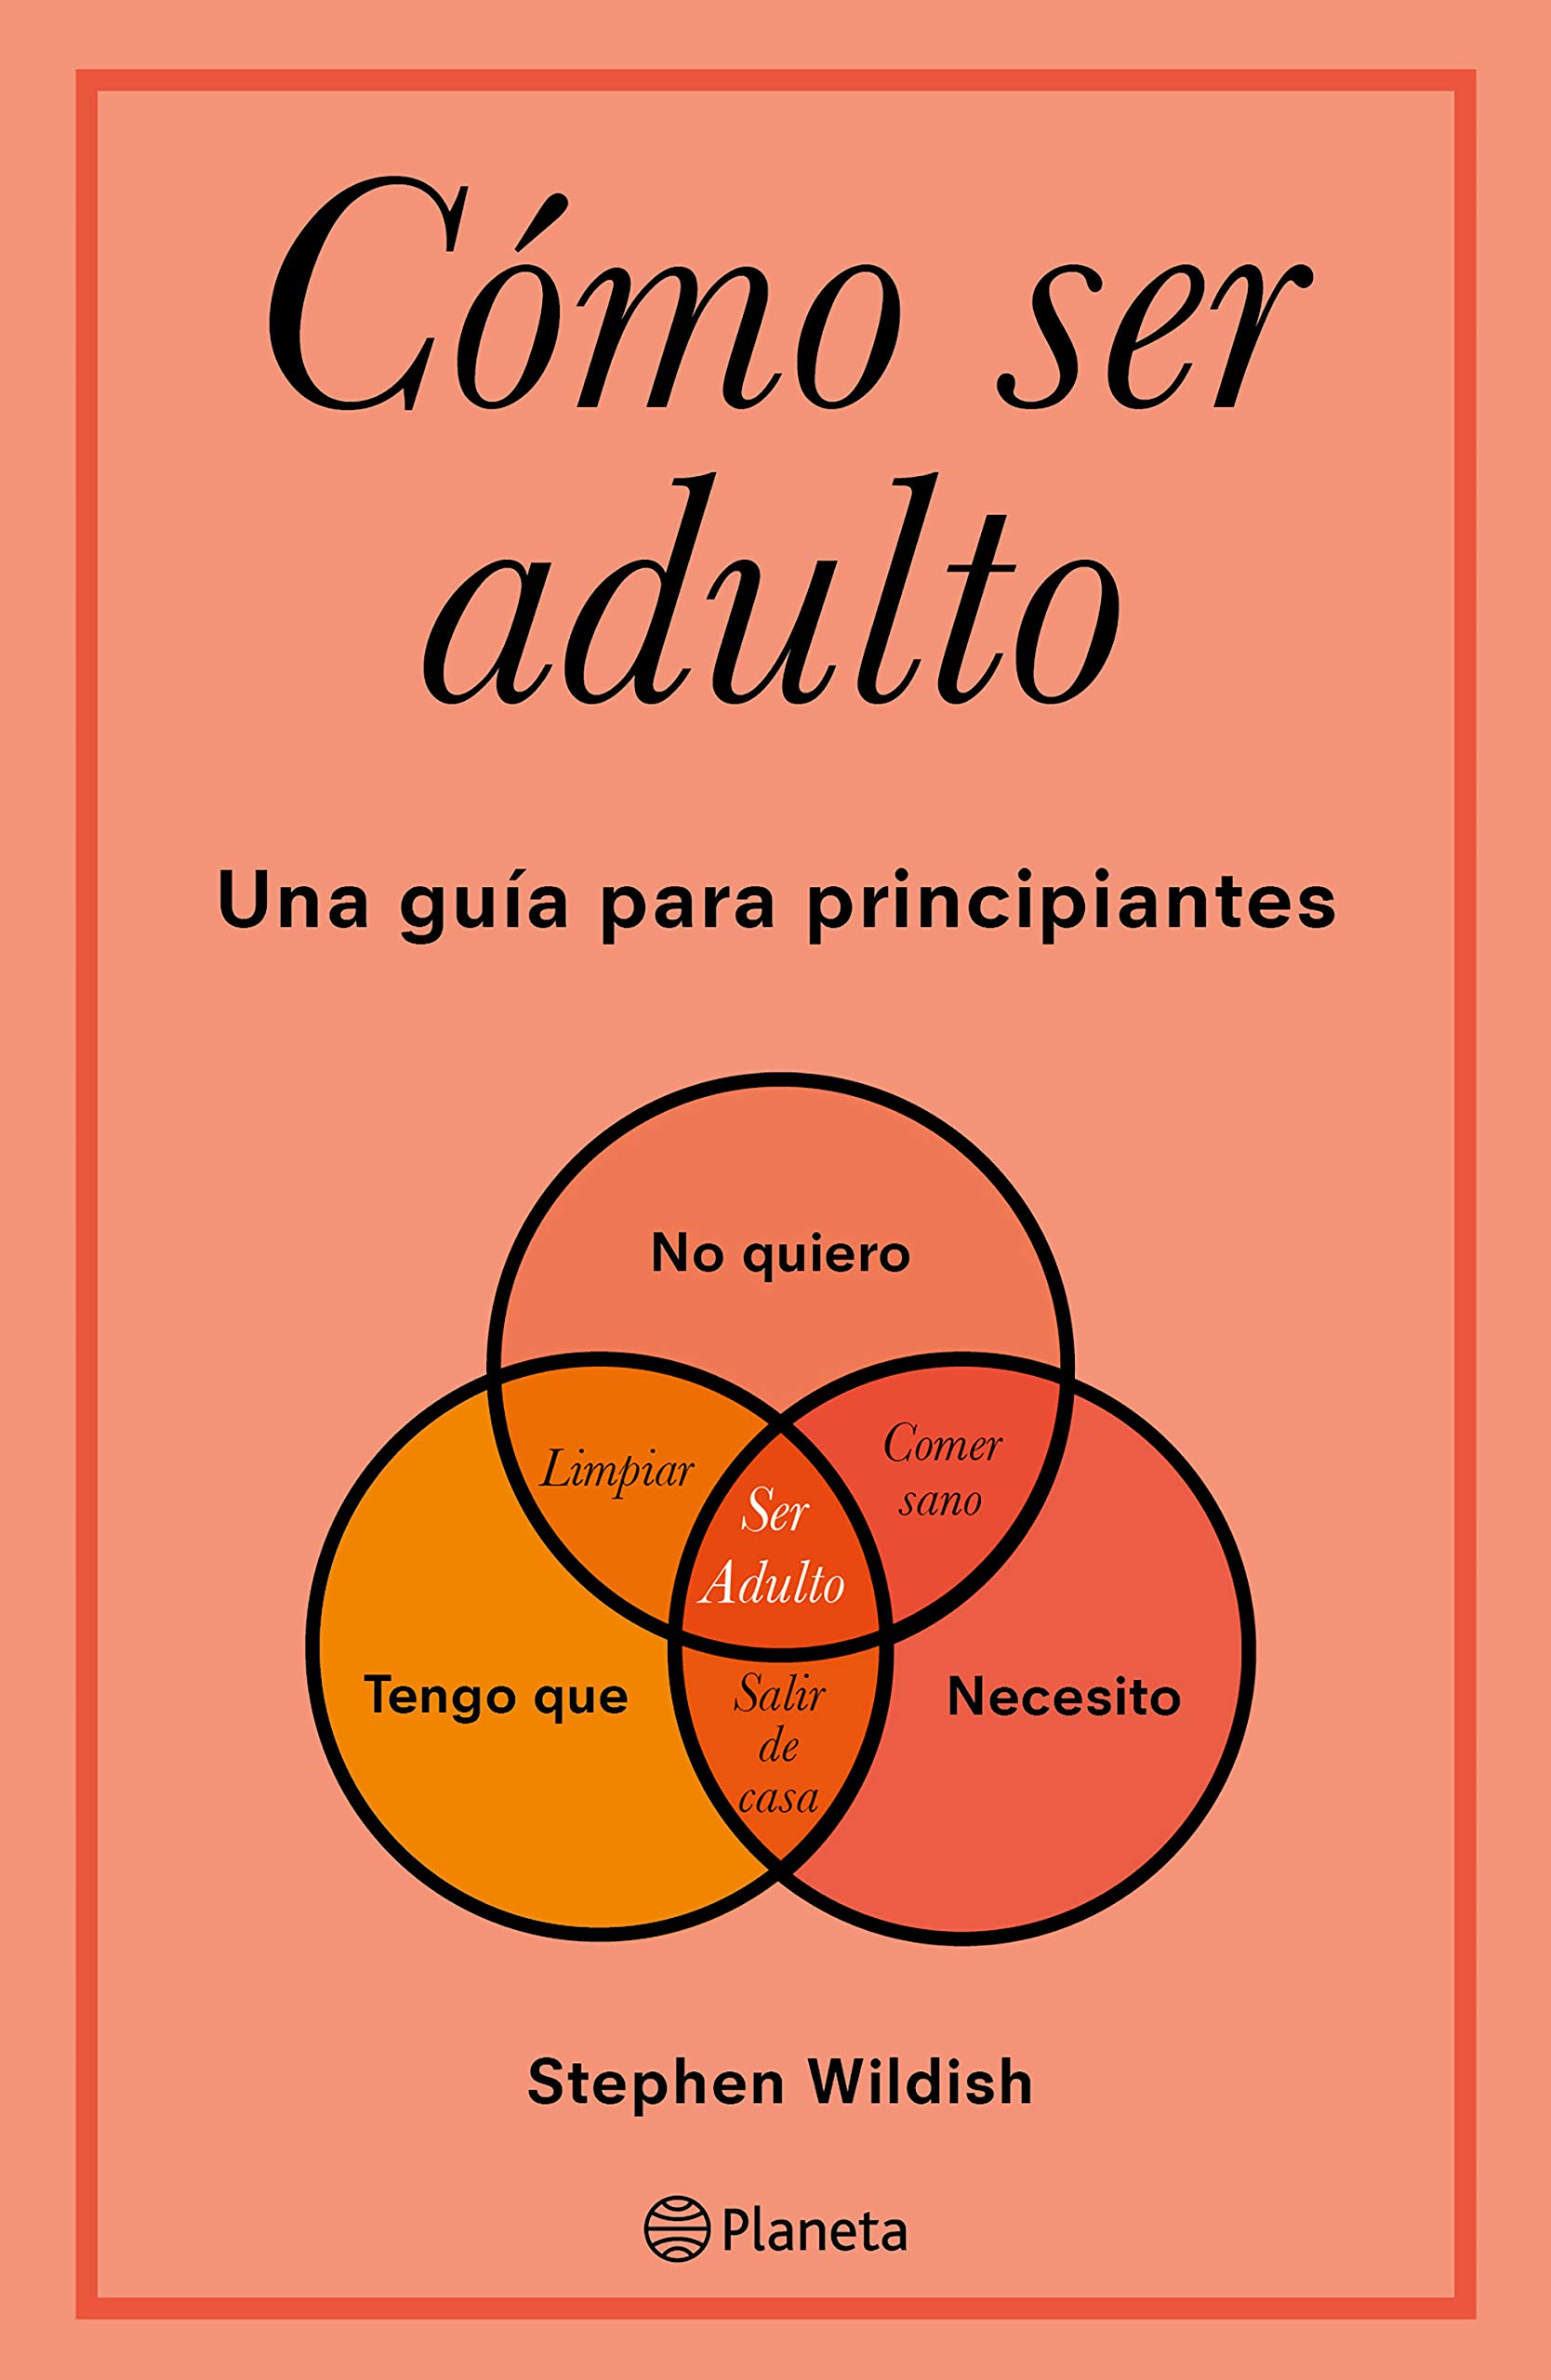 Cómo ser
adulto
Una guía para principiantes
No quiero
Limpiar
Comer
sano
Ser
Adulto
Tengo que
Necesito
Salir
de
casa
Stephen Wildish
Planeta